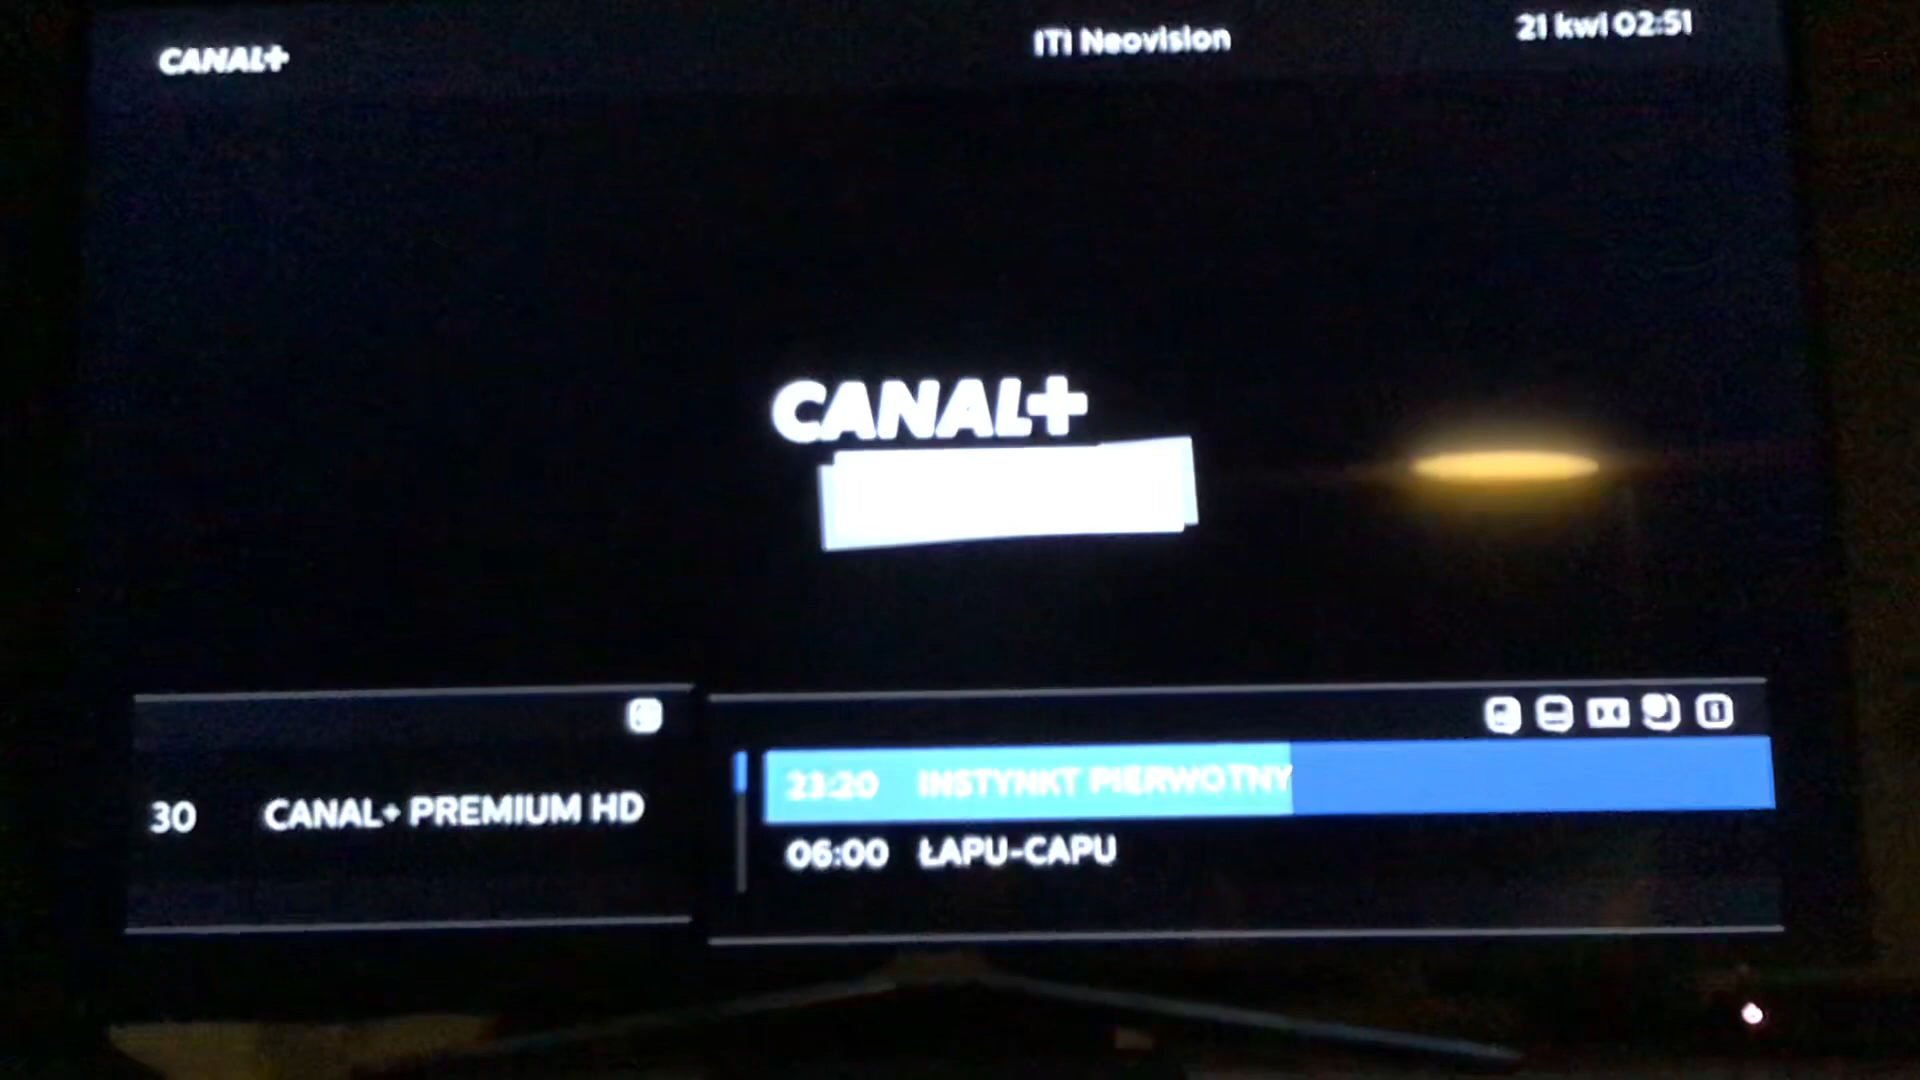 CANAL+
ITI Neovision
21 kwi 02:51
CANAL+
30 CANAL+ PREMIUM HD
23:20 INSTYNKT PIERWOTNY
06:00 ŁAPU-CAPU